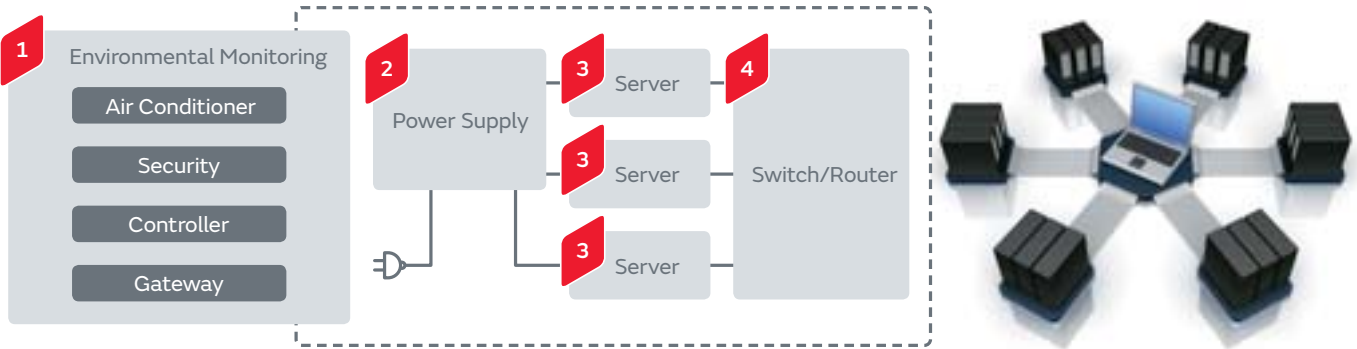 1
Environmental Monitoring
Air Conditioner
Security
Controller
Gateway
2
Power Supply
3
Server
3
Server
3
Server
4
Switch/Router